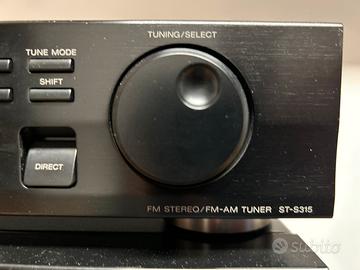 TUNING/SELECT
TUNE MODE
SHIFT
DIRECT
FM STEREO/FM-AM TUNER ST-S315
subito